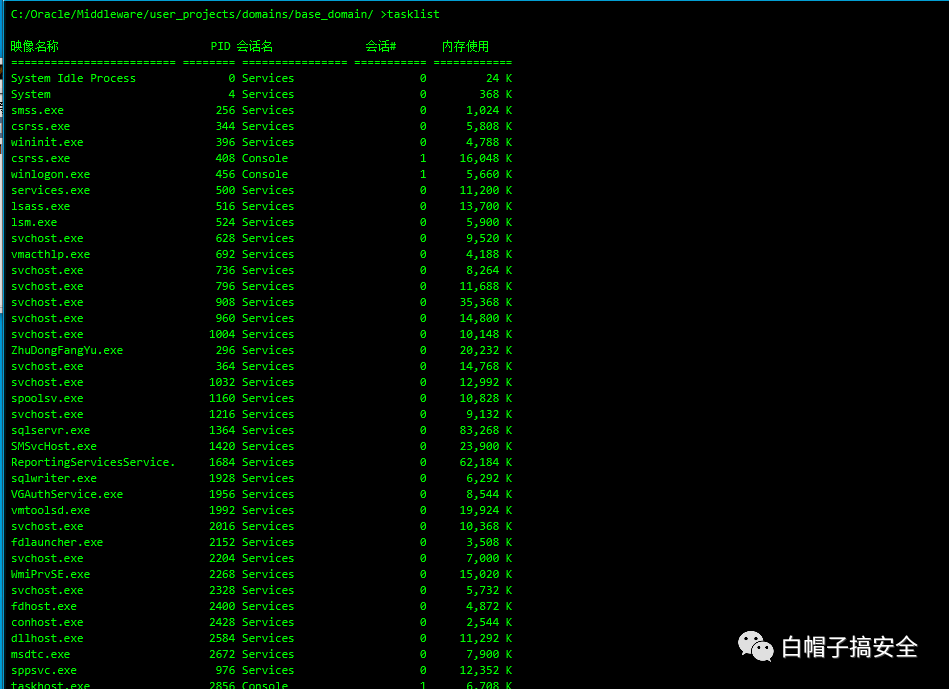 C:/Oracle/Middleware/user_projects/domains/base_domain/ >tasklist
映像名称 PID 会话名 会话# 内存使用
========================= ======== ================ =========== ============
System Idle Process 0 Services 0 24 K
System 4 Services 0 368 K
smss.exe 256 Services 0 1,024 K
csrss.exe 344 Services 0 5,808 K
wininit.exe 396 Services 0 4,788 K
csrss.exe 408 Console 1 16,048 K
winlogon.exe 456 Console 1 5,660 K
services.exe 500 Services 0 11,200 K
lsass.exe 516 Services 0 13,700 K
lsm.exe 524 Services 0 5,900 K
svchost.exe 628 Services 0 9,520 K
vmacthlp.exe 692 Services 0 4,188 K
svchost.exe 736 Services 0 8,264 K
svchost.exe 796 Services 0 11,688 K
svchost.exe 908 Services 0 35,368 K
svchost.exe 960 Services 0 14,800 K
svchost.exe 1004 Services 0 10,148 K
ZhuDongFangYu.exe 296 Services 0 20,232 K
svchost.exe 364 Services 0 14,768 K
svchost.exe 1032 Services 0 12,992 K
spoolsv.exe 1160 Services 0 10,828 K
svchost.exe 1216 Services 0 9,132 K
sqlservr.exe 1364 Services 0 83,268 K
SMSvcHost.exe 1420 Services 0 23,900 K
ReportingServicesService. 1684 Services 0 62,184 K
sqlwriter.exe 1928 Services 0 6,292 K
VGAuthService.exe 1956 Services 0 8,544 K
vmtoolsd.exe 1992 Services 0 19,924 K
svchost.exe 2016 Services 0 10,368 K
fdlauncher.exe 2152 Services 0 3,508 K
svchost.exe 2204 Services 0 7,000 K
WmiPrvSE.exe 2268 Services 0 15,020 K
svchost.exe 2328 Services 0 5,732 K
fdhost.exe 2400 Services 0 4,872 K
conhost.exe 2428 Services 0 2,544 K
dllhost.exe 2584 Services 0 11,292 K
msdtc.exe 2672 Services 0 7,900 K
sppsvc.exe 976 Services 0 12,352 K
taskhost.exe 2856 Console 1 6,708 K
白帽子搞安全